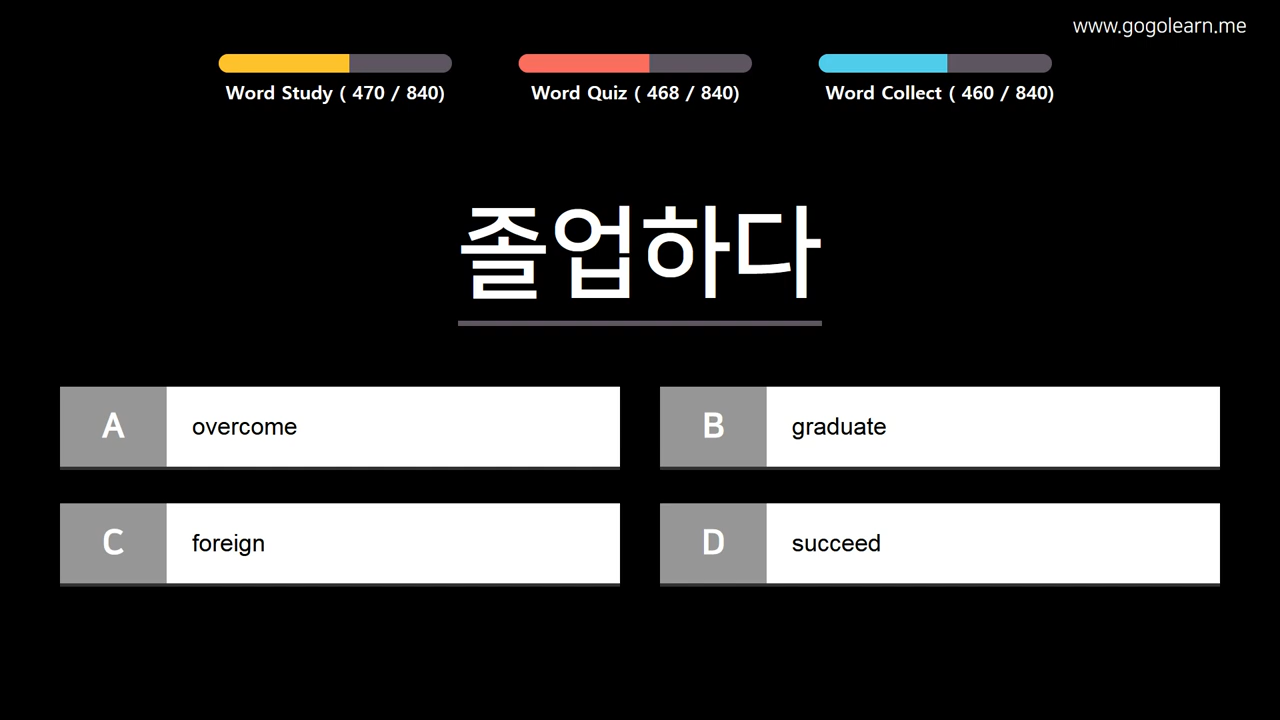 www.gogolearn.me
Word Study ( 470 / 840)
Word Quiz ( 468 / 840)
Word Collect ( 460 / 840)
졸업하다
A overcome
B graduate
C foreign
D succeed